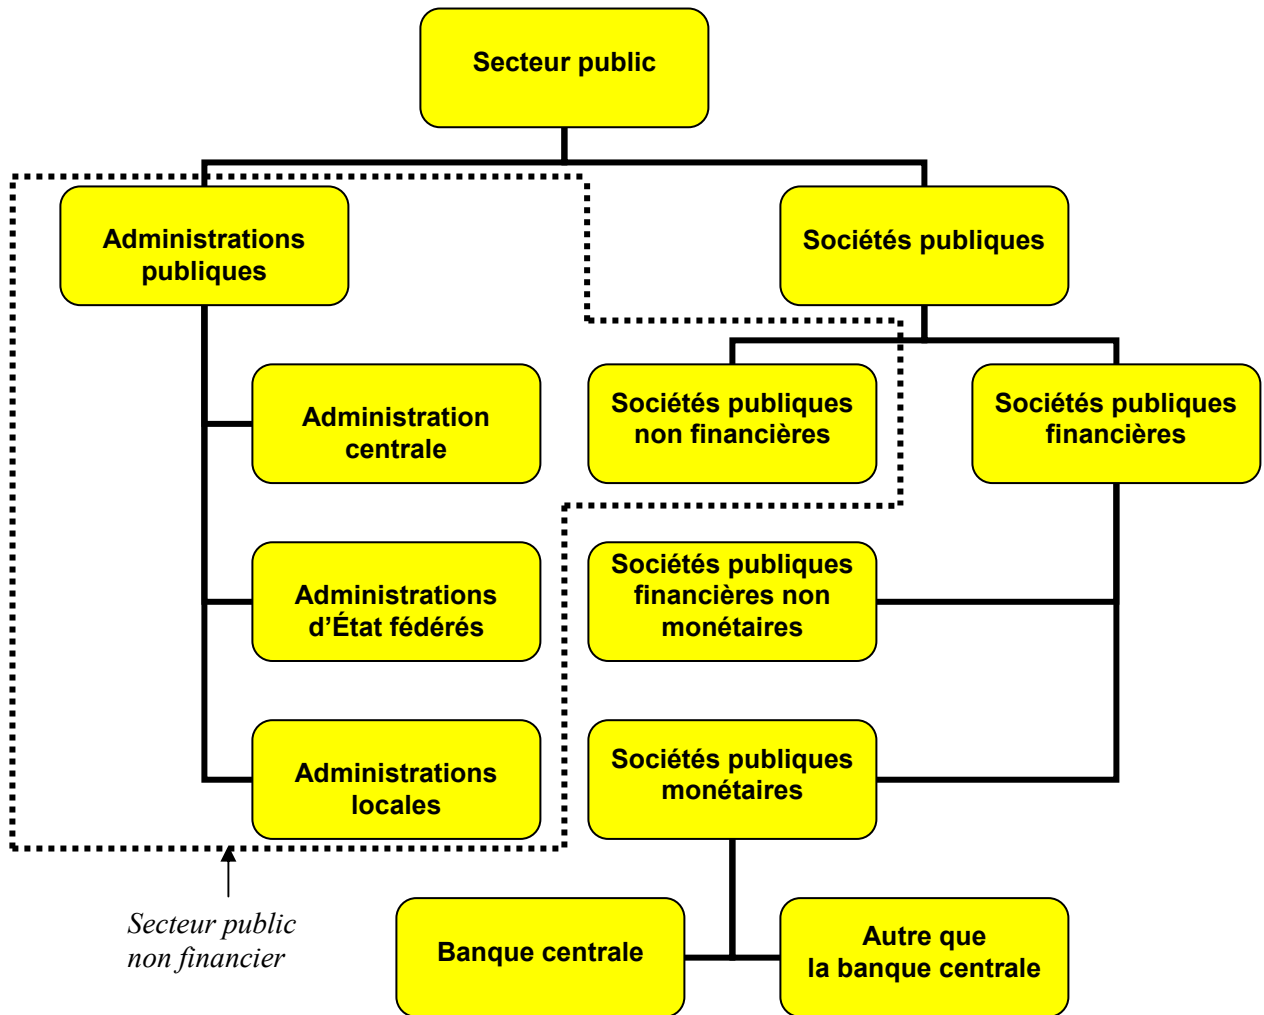 Secteur public
Administrations
publiques
Sociétés publiques
Administration
centrale
Sociétés publiques
non financières
Sociétés publiques
financières
Administrations
d'État fédérés
Sociétés publiques
financières non
monétaires
Administrations
locales
Sociétés publiques
monétaires
Secteur public
non financier
Banque centrale
Autre que
la banque centrale